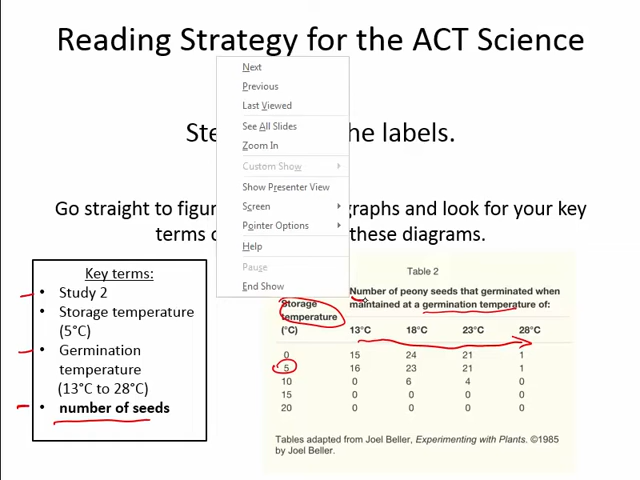 Reading Strategy for the ACT Science
Next
Previous
Last Viewed
See All Slides
Zoom In
Custom Show
Show Presenter View
Screen
Pointer Options
Help
Pause
End Show
Ste he labels.
Go straight to figur graphs and look for your key
terms these diagrams.
Key terms:
• Study 2
• Storage temperature
(5°C)
• Germination
temperature
(13°C to 28°C)
• number of seeds
Table 2
Number of peony seeds that germinated when
maintained at a germination temperature of:
Storage
temperature
(°C) 13°C 18°C 23°C 28°C
0 15 24 21 1
5 16 23 21 1
10 0 6 4 0
15 0 0 0 0
20 0 0 0 0
Tables adapted from Joel Beller, Experimenting with Plants. ©1985
by Joel Beller.